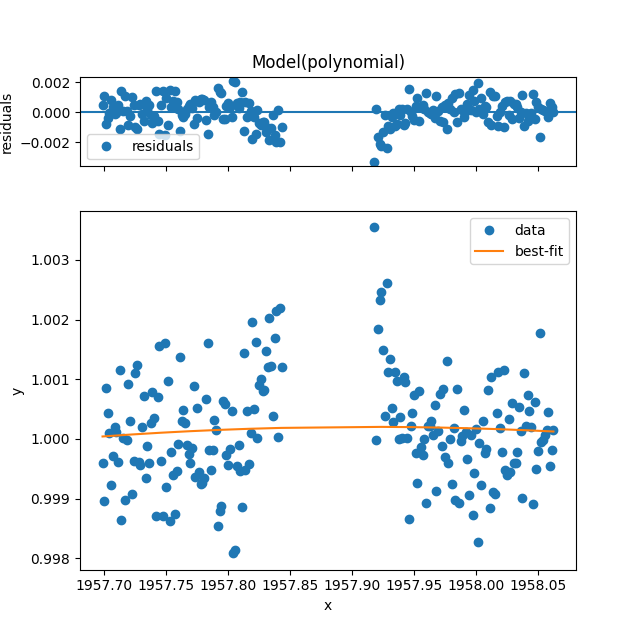 Model(polynomial)
residuals
0.002
0.000
−0.002
residuals
y
1.003
1.002
1.001
1.000
0.999
0.998
data
best-fit
1957.70 1957.75 1957.80 1957.85 1957.90 1957.95 1958.00 1958.05
x